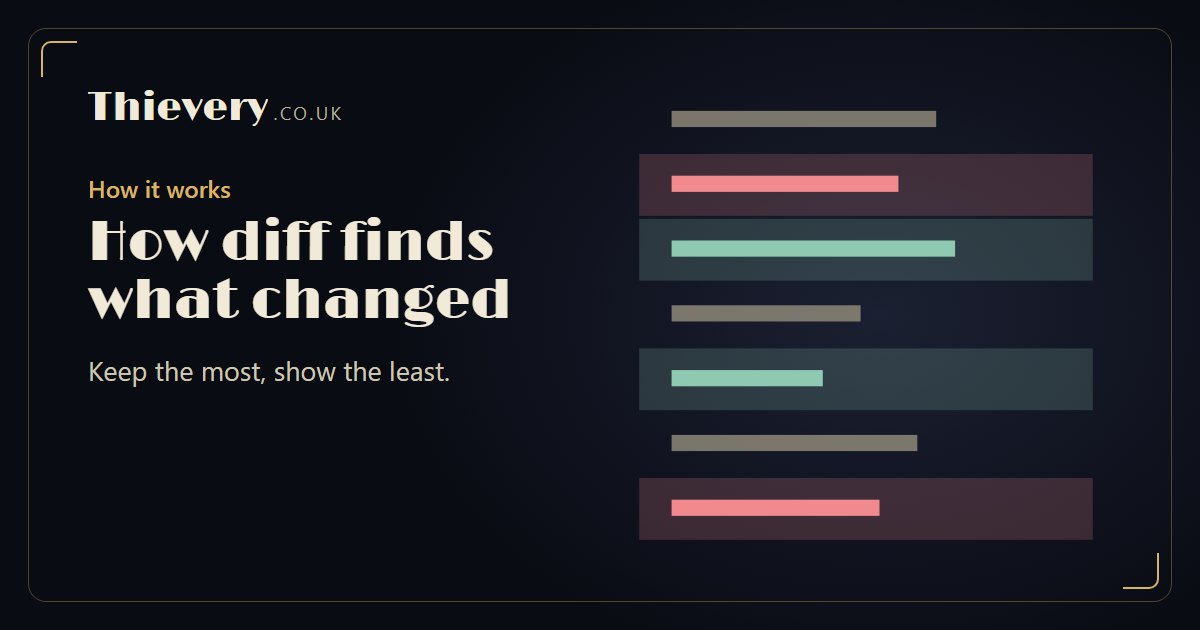 Thievery.CO.UK
How it works
How diff finds
what changed
Keep the most, show the least.